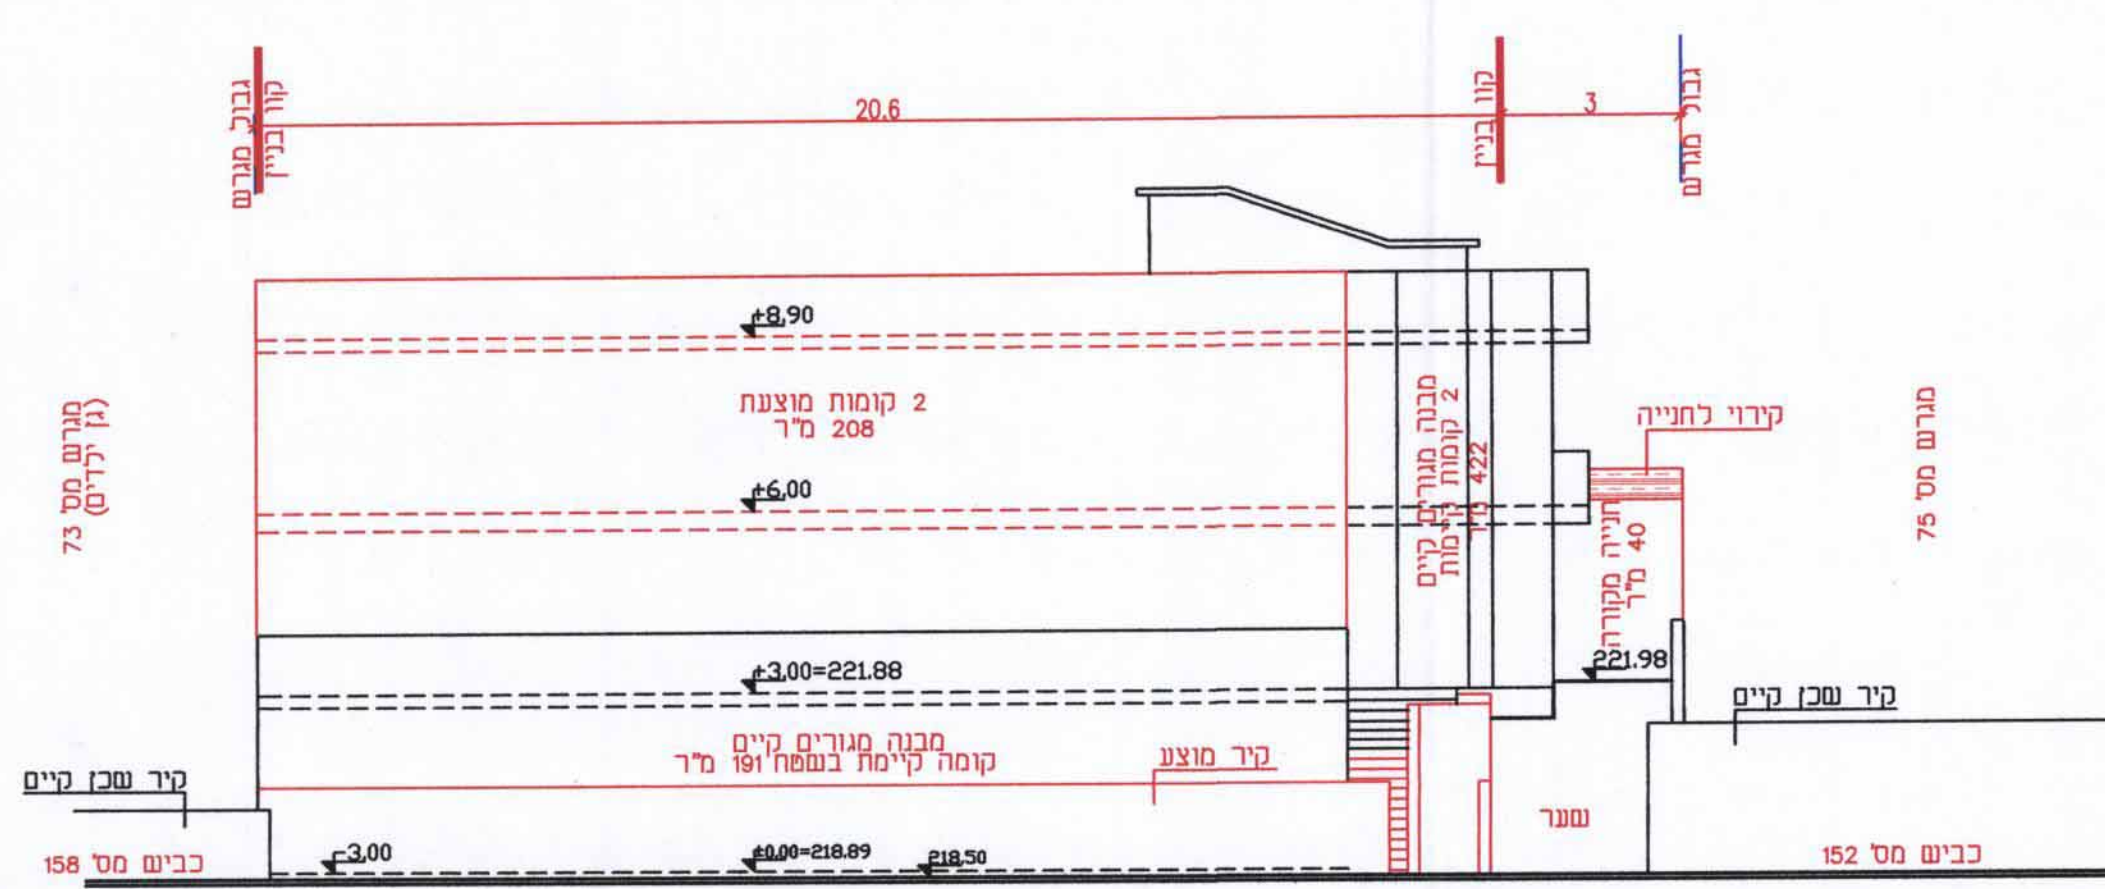 גבול מגרש
קוו בניין
20.6
קוו בניין
3
גבול מגרש
+8.90
2 קומות מוצעת
208 מ"ר
מגרש מס' 73
(גן ילדים)
מבנה מגורים קיים
2 קומות קיימות
422 מ"ר
קירוי לחנייה
מגרש מס' 75
+6.00
חנייה מקורה
40 מ"ר
+3.00=221.88
221.98
קיר שכן קיים
מבנה מגורים קיים
קומה קיימת בשטח 191 מ"ר
קיר מוצע
קיר שכן קיים
שער
-3.00
±0.00=218.89
218.50
כביש מס' 158
כביש מס' 152